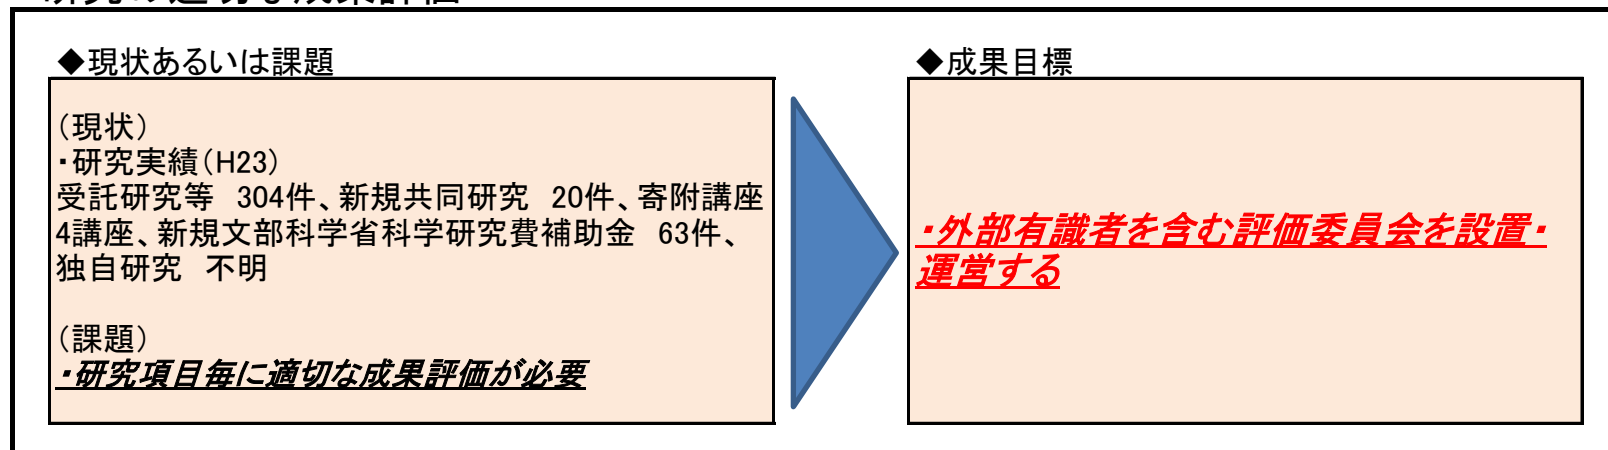 ◆現状あるいは課題
（現状）
・研究実績（H23）
受託研究等　304件、新規共同研究　20件、寄附講座
4講座、新規文部科学省科学研究費補助金　63件、
独自研究　不明
（課題）
・研究項目毎に適切な成果評価が必要
◆成果目標
・外部有識者を含む評価委員会を設置・
運営する